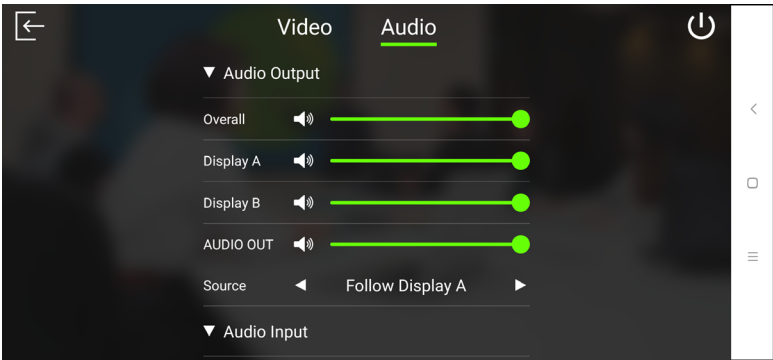 Video Audio
▼ Audio Output
Overall
Display A
Display B
AUDIO OUT
Source ◀ Follow Display A ▶
▼ Audio Input